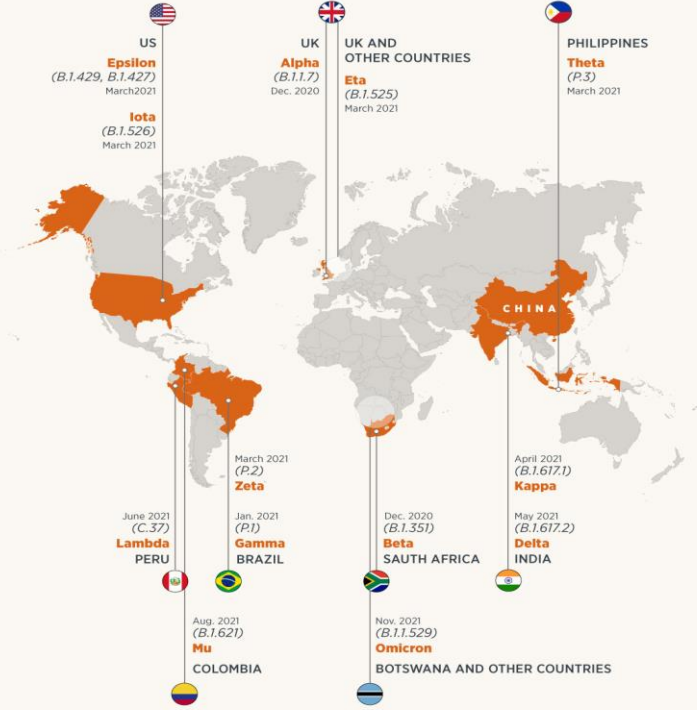 US
Epsilon
(B.1.429, B.1.427)
March2021
Iota
(B.1.526)
March 2021
UK
Alpha
(B.1.1.7)
Dec. 2020
UK AND
OTHER COUNTRIES
Eta
(B.1.525)
March 2021
PHILIPPINES
Theta
(P.3)
March 2021
CHINA
March 2021
(P.2)
Zeta
June 2021
(C.37)
Lambda
PERU
Jan. 2021
(P.1)
Gamma
BRAZIL
Dec. 2020
(B.1.351)
Beta
SAUTH AFRICA
April 2021
(B.1.617.1)
Kappa
May 2021
(B.1.617.2)
Delta
INDIA
Aug. 2021
(B.1.621)
Mu
COLOMBIA
Nov. 2021
(B.1.1.529)
Omicron
BOTSWANA AND OTHER COUNTRIES